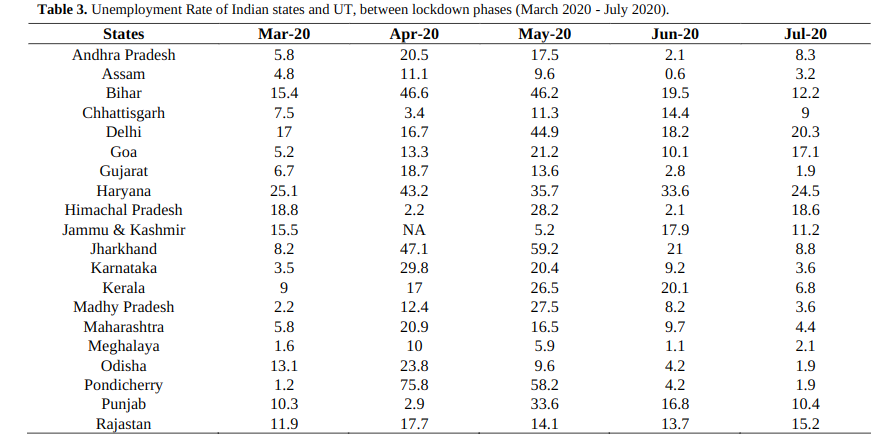 Table 3. Unemployment Rate of Indian states and UT, between lockdown phases (March 2020 - July 2020).
States Mar-20 Apr-20 May-20 Jun-20 Jul-20
Andhra Pradesh 5.8 20.5 17.5 2.1 8.3
Assam 4.8 11.1 9.6 0.6 3.2
Bihar 15.4 46.6 46.2 19.5 12.2
Chhattisgarh 7.5 3.4 11.3 14.4 9
Delhi 17 16.7 44.9 18.2 20.3
Goa 5.2 13.3 21.2 10.1 17.1
Gujarat 6.7 18.7 13.6 2.8 1.9
Haryana 25.1 43.2 35.7 33.6 24.5
Himachal Pradesh 18.8 2.2 28.2 2.1 18.6
Jammu & Kashmir 15.5 NA 5.2 17.9 11.2
Jharkhand 8.2 47.1 59.2 21 8.8
Karnataka 3.5 29.8 20.4 9.2 3.6
Kerala 9 17 26.5 20.1 6.8
Madhy Pradesh 2.2 12.4 27.5 8.2 3.6
Maharashtra 5.8 20.9 16.5 9.7 4.4
Meghalaya 1.6 10 5.9 1.1 2.1
Odisha 13.1 23.8 9.6 4.2 1.9
Pondicherry 1.2 75.8 58.2 4.2 1.9
Punjab 10.3 2.9 33.6 16.8 10.4
Rajastan 11.9 17.7 14.1 13.7 15.2